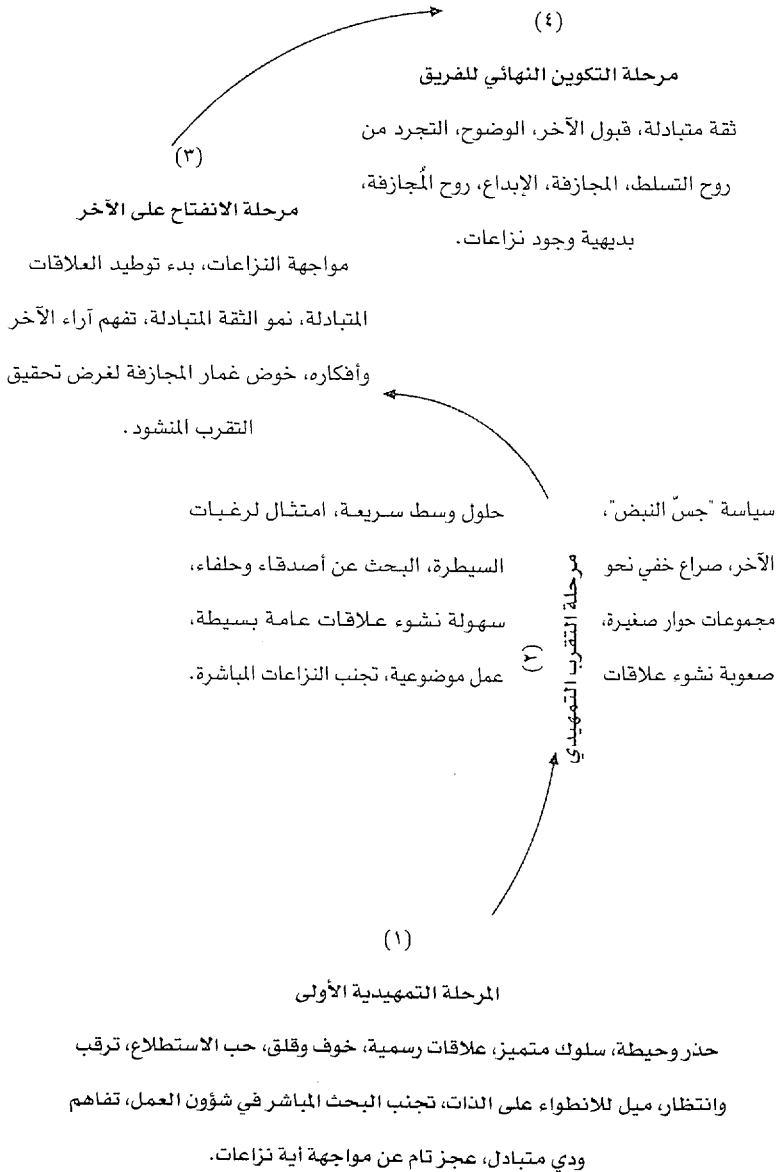 (٤)
مرحلة التكوين النهائي للفريق
ثقة متبادلة، قبول الآخر، الوضوح، التجرد من
روح التسلط، المجازفة، الإبداع، روح المُجازفة،
بديهية وجود نزاعات.
(٣)
مرحلة الانفتاح على الآخر
مواجهة النزاعات، بدء توطيد العلاقات
المتبادلة، نمو الثقة المتبادلة، تفهم آراء الآخر
وأفكاره، خوض غمار المجازفة لغرض تحقيق
التقرب المنشود.
(٢)
مرحلة التقرب التمهيدي
سياسة "جسّ النبض"، حلول وسط سريعة، امتثال لرغبات
الآخر، صراع خفي نحو السيطرة، البحث عن أصدقاء وحلفاء،
مجموعات حوار صغيرة، سهولة نشوء علاقات عامة بسيطة،
صعوبة نشوء علاقات عمل موضوعية، تجنب النزاعات المباشرة.
(١)
المرحلة التمهيدية الأولى
حذر وحيطة، سلوك متميز، علاقات رسمية، خوف وقلق، حب الاستطلاع، ترقب
وانتظار، ميل للانطواء على الذات، تجنب البحث المباشر في شؤون العمل، تفاهم
ودي متبادل، عجز تام عن مواجهة أية نزاعات.